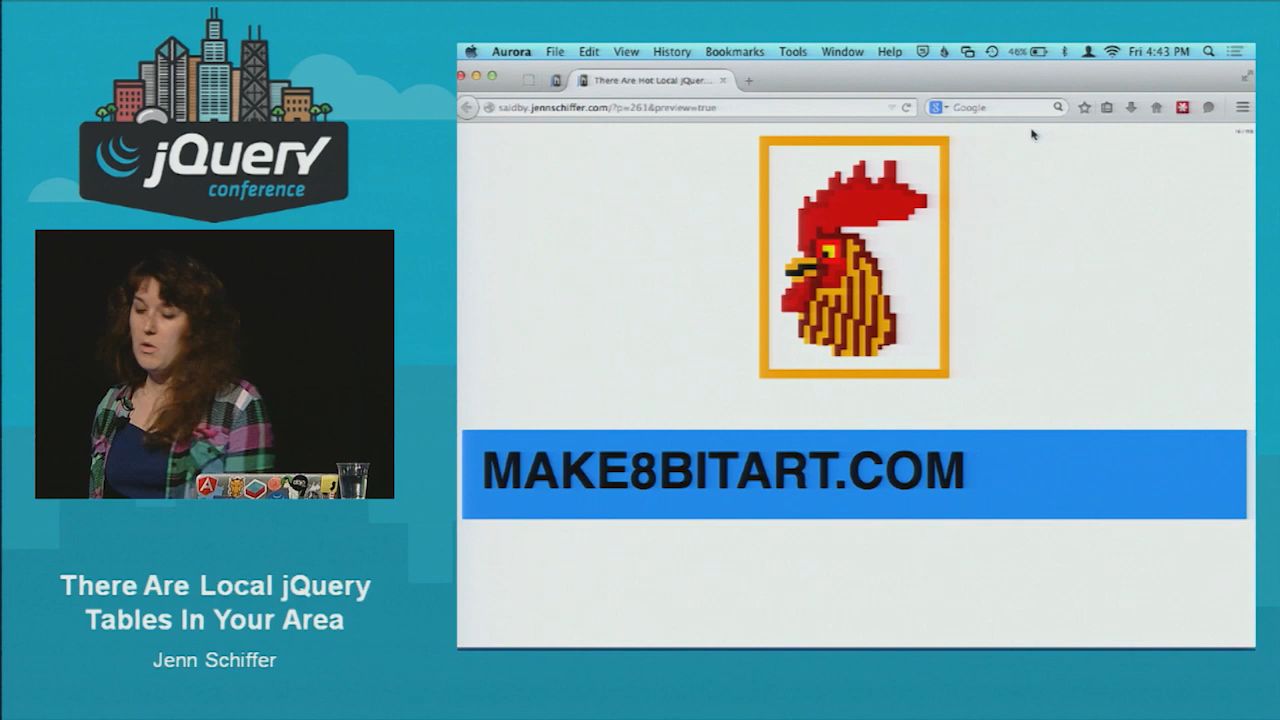 jQuery
conference
There Are Local jQuery
Tables In Your Area
Jenn Schiffer
Aurora File Edit View History Bookmarks Tools Window Help 46% Fri 4:43 PM
There Are Hot Local jQuer...
saidby.jennschiffer.com/?p=261&preview=true
Google
MAKE8BITART.COM